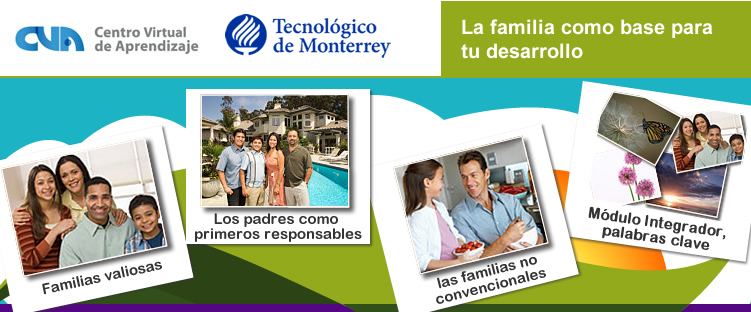 CVA
Centro Virtual
de Aprendizaje
Tecnológico
de Monterrey
La familia como base para
tu desarrollo
Familias valiosas
Los padres como
primeros responsables
las familias no
convencionales
Módulo Integrador,
palabras clave